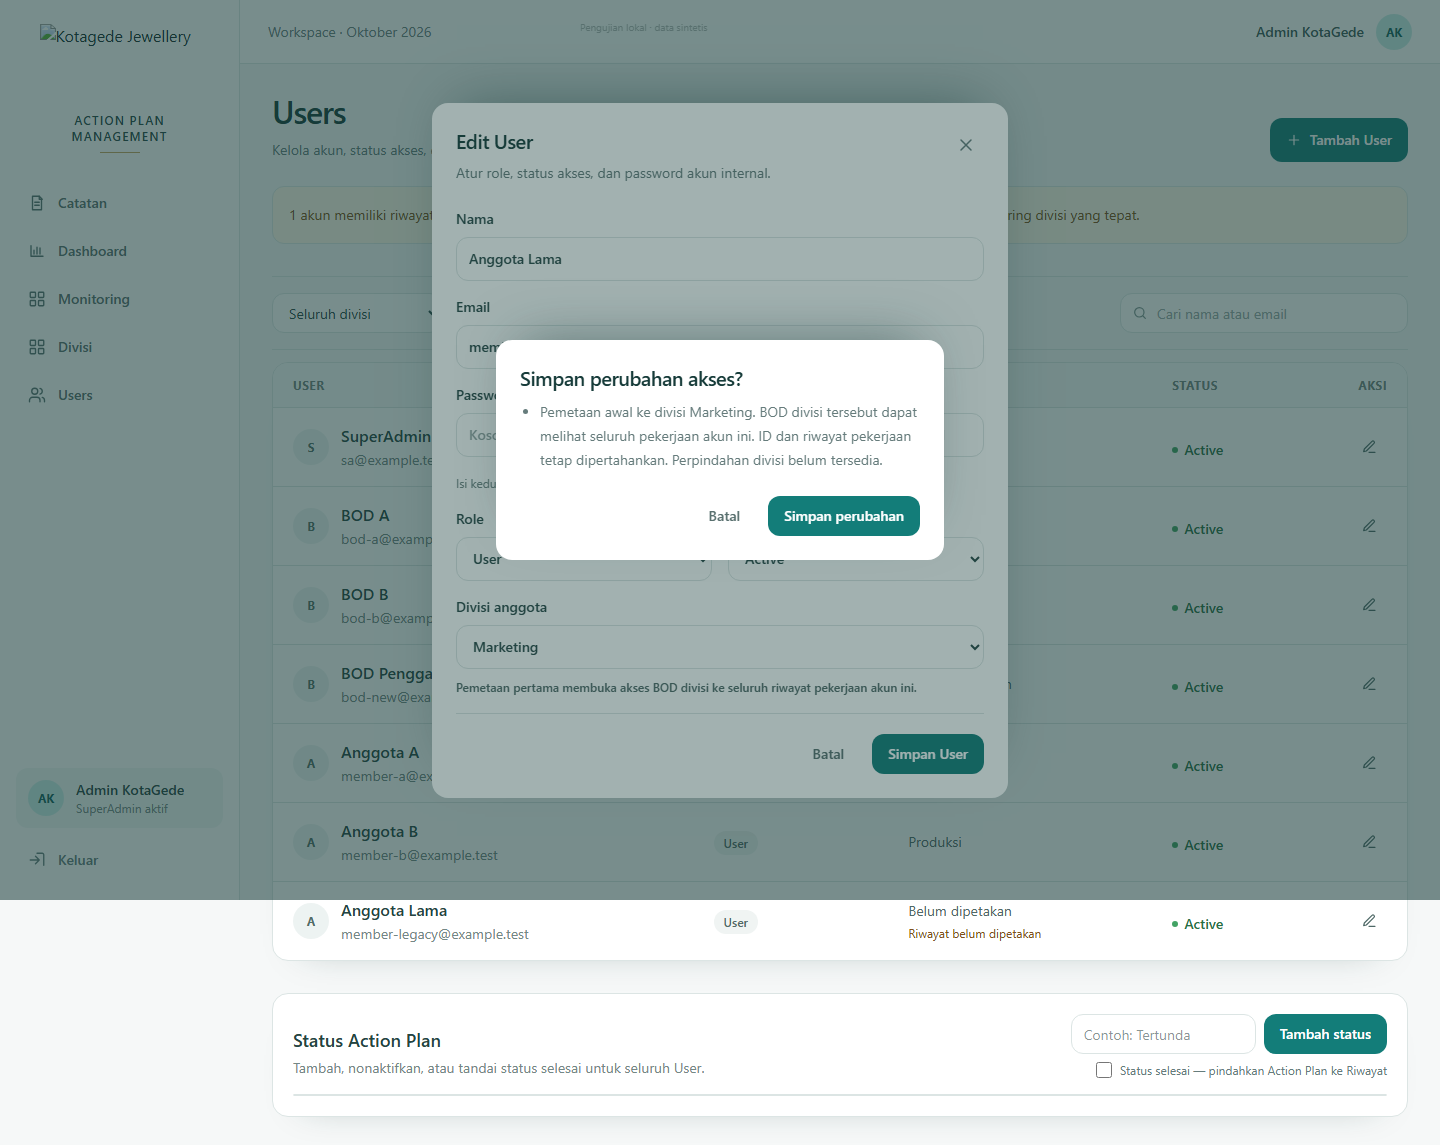 Kotagede Jewellery
ACTION PLAN
MANAGEMENT
Catatan
Dashboard
Monitoring
Divisi
Users
AK
Admin KotaGede
SuperAdmin aktif
Keluar
Workspace · Oktober 2026
Pengujian lokal · data sintetis
Admin KotaGede
AK
Users
Kelola akun, status akses,
Tambah User
1 akun memiliki riwayat
ring divisi yang tepat.
Seluruh divisi
Cari nama atau email
USER
STATUS
AKSI
S
SuperAdmin
sa@example.te
Active
B
BOD A
bod-a@examp
Active
B
BOD B
bod-b@examp
Active
B
BOD Pengga
bod-new@exa
Active
A
Anggota A
member-a@ex
Active
A
Anggota B
member-b@example.test
User
Produksi
Active
A
Anggota Lama
member-legacy@example.test
User
Belum dipetakan
Riwayat belum dipetakan
Active
Edit User
Atur role, status akses, dan password akun internal.
Nama
Anggota Lama
Email
mem
Passw
Koso
Isi kedu
Role
User
Active
Divisi anggota
Marketing
Pemetaan pertama membuka akses BOD divisi ke seluruh riwayat pekerjaan akun ini.
Batal
Simpan User
Simpan perubahan akses?
• Pemetaan awal ke divisi Marketing. BOD divisi tersebut dapat
melihat seluruh pekerjaan akun ini. ID dan riwayat pekerjaan
tetap dipertahankan. Perpindahan divisi belum tersedia.
Batal
Simpan perubahan
Status Action Plan
Tambah, nonaktifkan, atau tandai status selesai untuk seluruh User.
Contoh: Tertunda
Tambah status
Status selesai — pindahkan Action Plan ke Riwayat